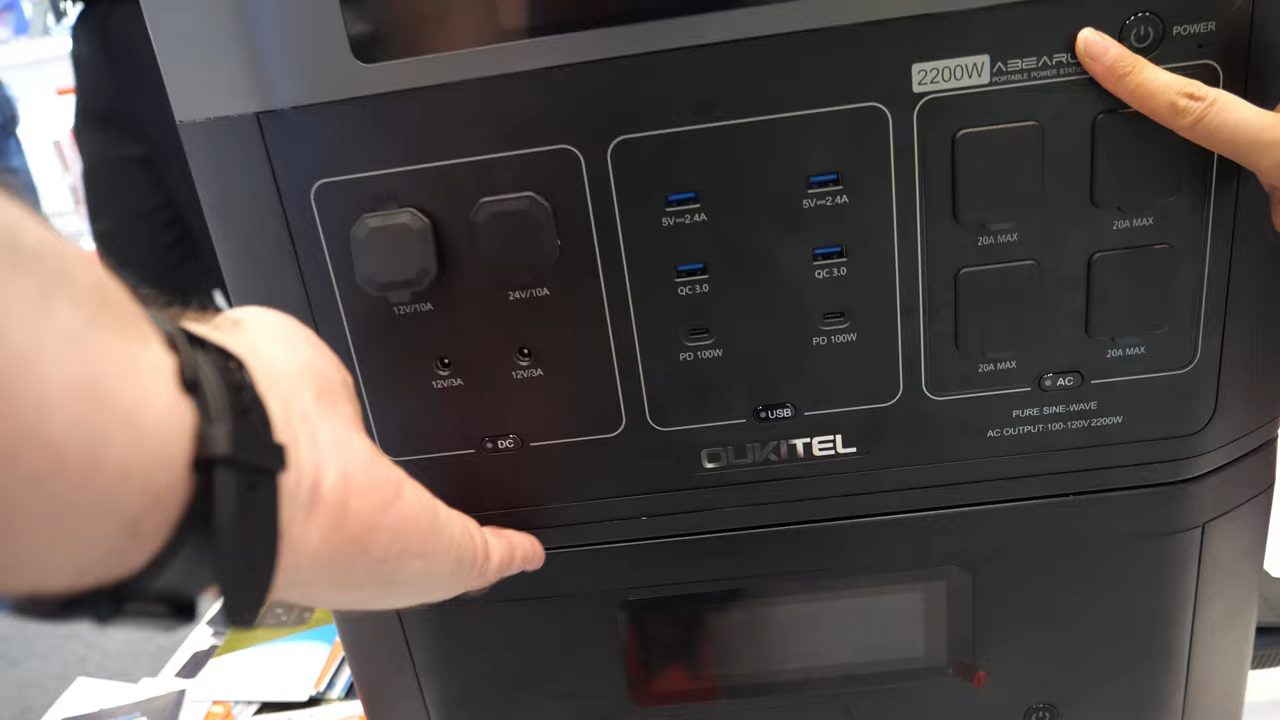 POWER
2200W ABEARL
PORTABLE POWER
12V/10A
24V/10A
12V/3A
12V/3A
DC
5V⎓2.4A
5V⎓2.4A
QC 3.0
QC 3.0
PD 100W
PD 100W
USB
20A MAX
20A MAX
20A MAX
20A MAX
AC
PURE SINE-WAVE
AC OUTPUT:100-120V 2200W
OUKITEL